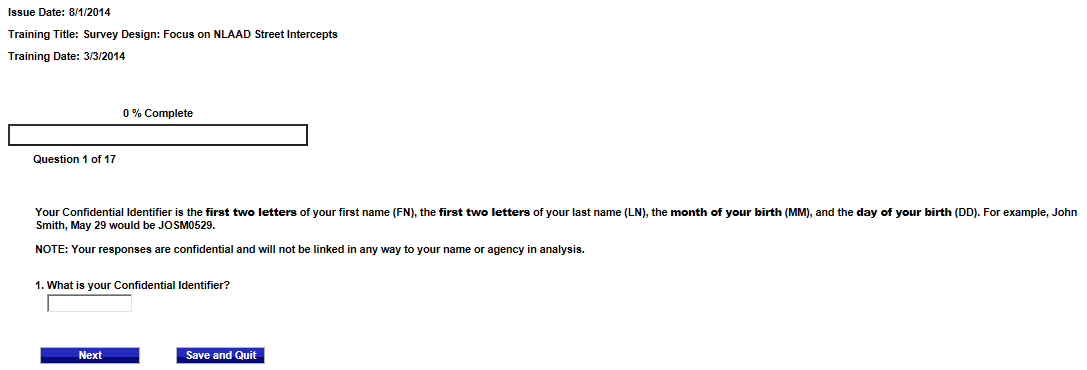 Issue Date: 8/1/2014
Training Title: Survey Design: Focus on NLAAD Street Intercepts
Training Date: 3/3/2014
0 % Complete
Question 1 of 17
Your Confidential Identifier is the first two letters of your first name (FN), the first two letters of your last name (LN), the month of your birth (MM), and the day of your birth (DD). For example, John
Smith, May 29 would be JOSM0529.
NOTE: Your responses are confidential and will not be linked in any way to your name or agency in analysis.
1. What is your Confidential Identifier?
Next Save and Quit